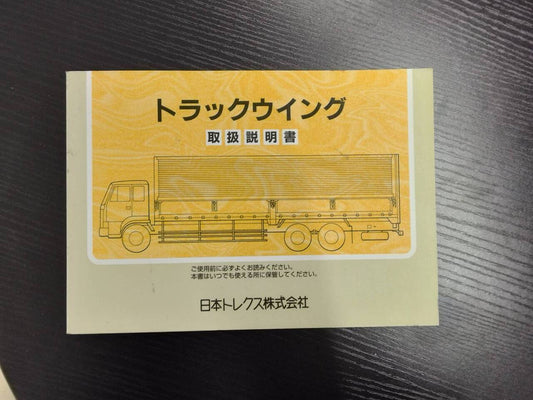 トラックウイング
取扱説明書
ご使用前に必ずよくお読みください。
本書はいつでも使える所に保管してください。
日本トレクス株式会社